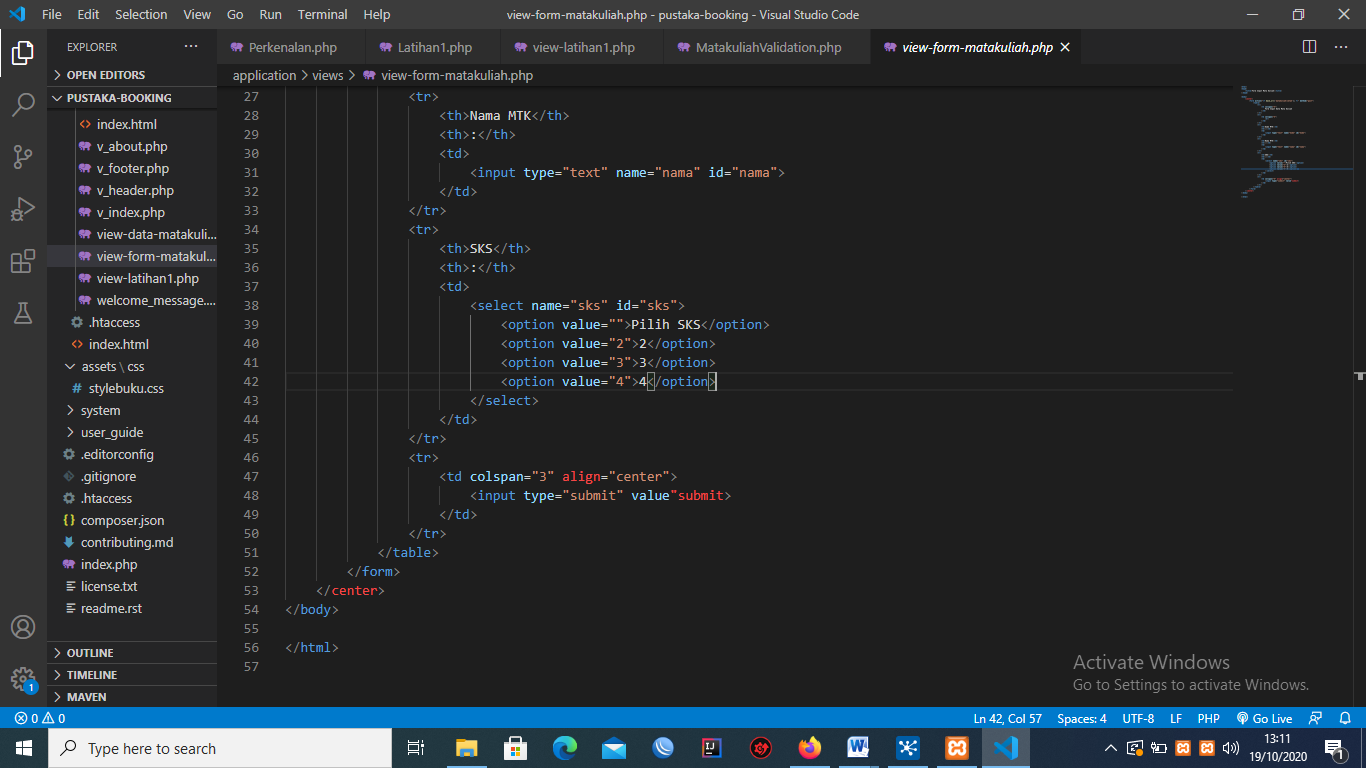 File Edit Selection View Go Run Terminal Help
view-form-matakuliah.php - pustaka-booking - Visual Studio Code
EXPLORER
Perkenalan.php
Latihan1.php
view-latihan1.php
MatakuliahValidation.php
view-form-matakuliah.php
OPEN EDITORS
PUSTAKA-BOOKING
index.html
v_about.php
v_footer.php
v_header.php
v_index.php
view-data-matakuli...
view-form-matakul...
view-latihan1.php
welcome_message....
.htaccess
index.html
assets \ css
stylebuku.css
system
user_guide
.editorconfig
.gitignore
.htaccess
composer.json
contributing.md
index.php
license.txt
readme.rst
OUTLINE
TIMELINE
MAVEN
1
application > views > view-form-matakuliah.php
27 <tr>
28 <th>Nama MTK</th>
29 <th>:</th>
30 <td>
31 <input type="text" name="nama" id="nama">
32 </td>
33 </tr>
34 <tr>
35 <th>SKS</th>
36 <th>:</th>
37 <td>
38 <select name="sks" id="sks">
39 <option value="">Pilih SKS</option>
40 <option value="2">2</option>
41 <option value="3">3</option>
42 <option value="4">4</option>
43 </select>
44 </td>
45 </tr>
46 <tr>
47 <td colspan="3" align="center">
48 <input type="submit" value"submit>
49 </td>
50 </tr>
51 </table>
52 </form>
53 </center>
54 </body>
55
56 </html>
57
Activate Windows
Go to Settings to activate Windows.
0 0
Ln 42, Col 57 Spaces: 4 UTF-8 LF PHP Go Live
Type here to search
13:11
19/10/2020
1